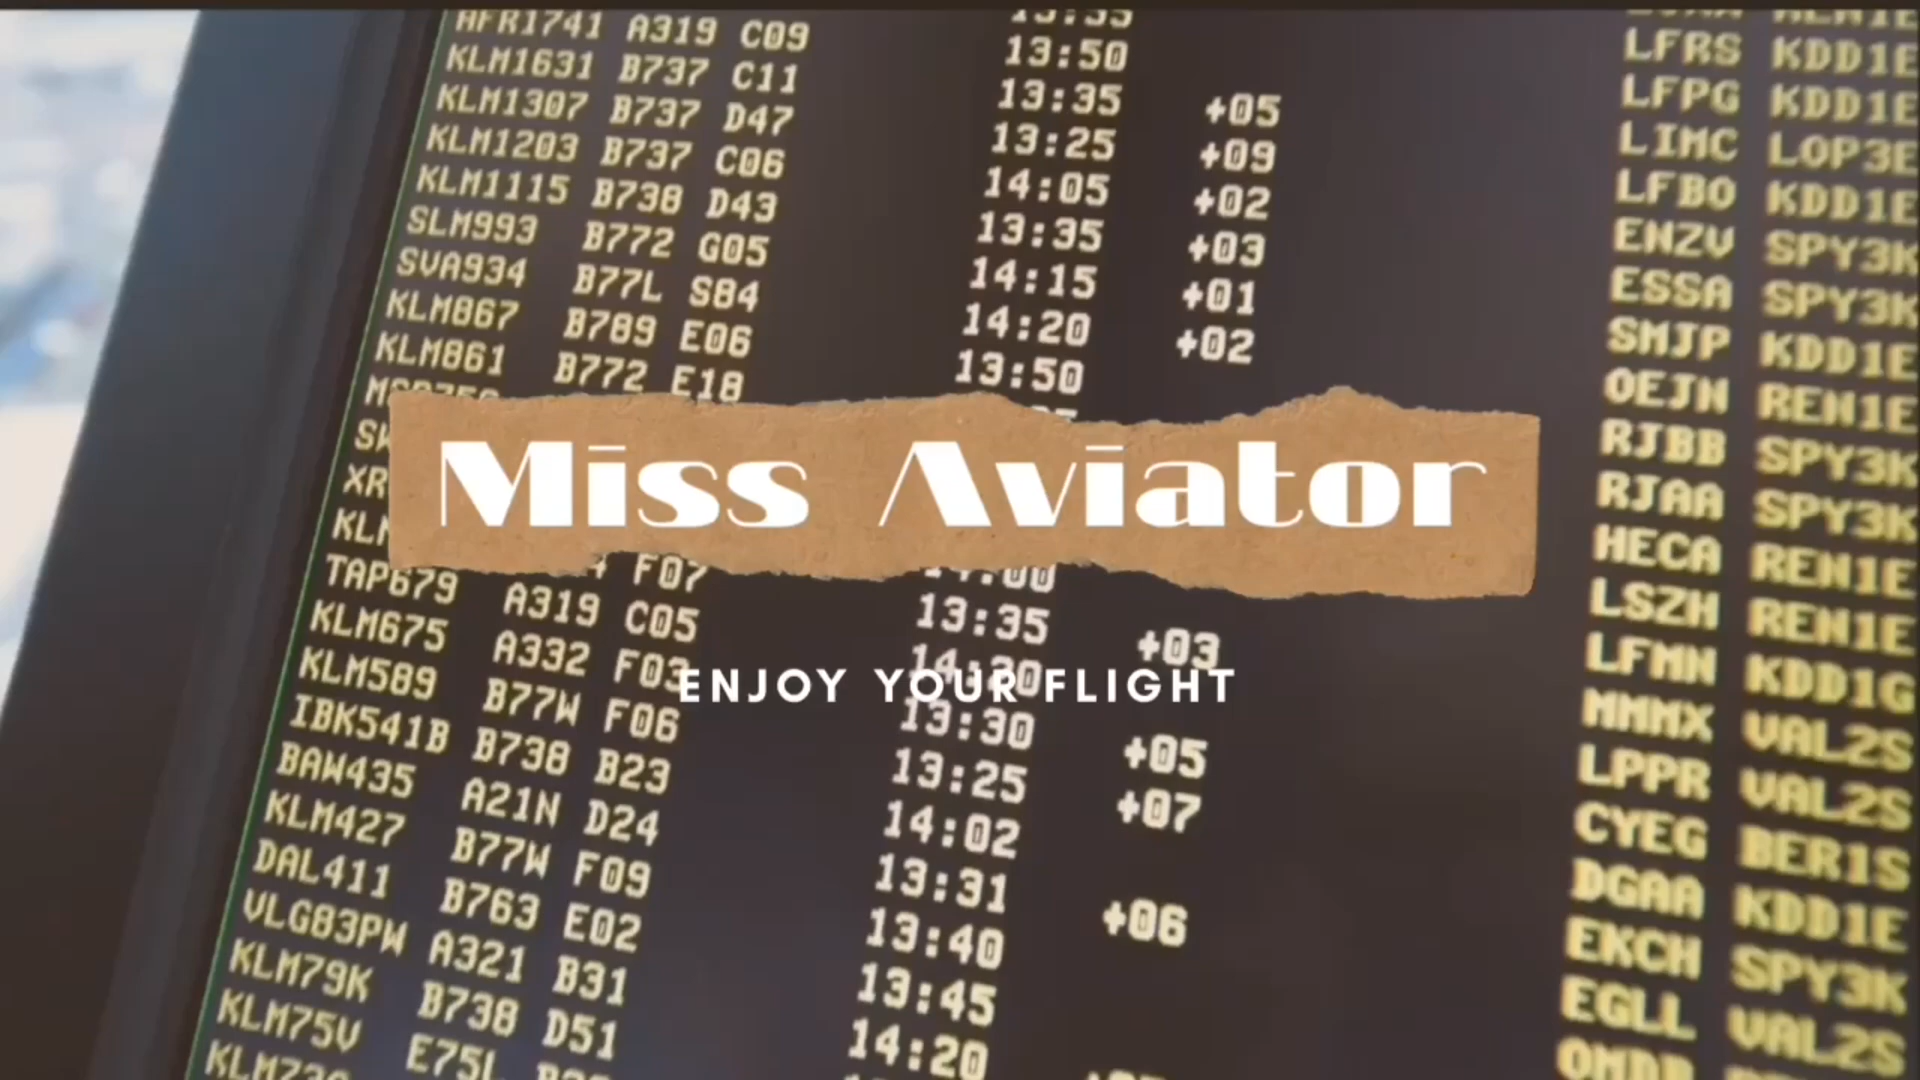 13:35 LFRS KDD1E
AFR1741 A319 C09 13:50 LFPG KDD1E
KLM1631 B737 C11 13:35 +05 LIMC LOP3E
KLM1307 B737 D47 13:25 +09 LFBO KDD1E
KLM1203 B737 C06 14:05 +02 ENZV SPY3K
KLM1115 B738 D43 13:35 +03 ESSA SPY3K
SLM993 B772 G05 14:15 +01 SMJP KDD1E
SVA934 B77L S84 14:20 +02 OEJN REN1E
KLM867 B789 E06 13:50 RJBB SPY3K
KLM861 B772 E18 RJAA SPY3K
HECA REN1E
LSZH REN1E
Miss Aviator
LFMN KDD1G
F07 13:35 +03 MMMX VAL2S
TAP679 A319 C05 LPPR VAL2S
ENJOY YOUR FLIGHT
KLM675 A332 F03 13:30 +05 CYEG BER1S
KLM589 B77W F06 13:25 +07 DGAA KDD1E
IBK541B B738 B23 14:02 EKCH SPY3K
BAW435 A21N D24 13:31 +06 EGLL VAL2S
KLM427 B77W F09 13:40
DAL411 B763 E02 13:45
VLG83PW A321 B31 14:20
KLM79K B738 D51
KLM75V E75L